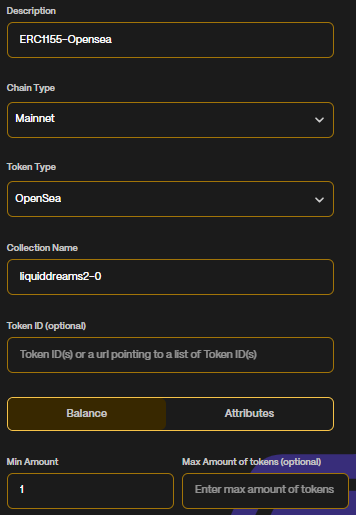 Description
ERC1155-Opensea
Chain Type
Mainnet
Token Type
OpenSea
Collection Name
liquiddreams2-0
Token ID (optional)
Token ID(s) or a url pointing to a list of Token ID(s)
Balance Attributes
Min Amount Max Amount of tokens (optional)
1 Enter max amount of tokens